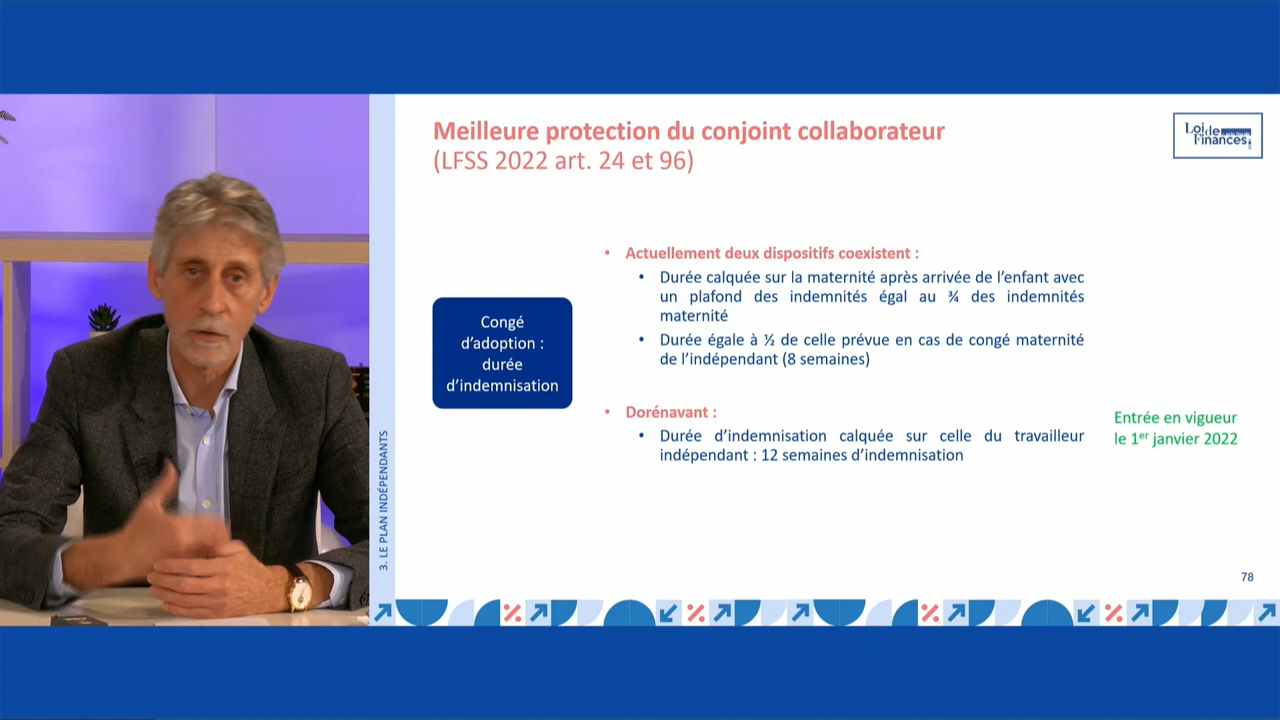 Meilleure protection du conjoint collaborateur
(LFSS 2022 art. 24 et 96)
Loi de
Finances
Congé
d'adoption :
durée
d'indemnisation
• Actuellement deux dispositifs coexistent :
• Durée calquée sur la maternité après arrivée de l'enfant avec
un plafond des indemnités égal au ¾ des indemnités
maternité
• Durée égale à ½ de celle prévue en cas de congé maternité
de l'indépendant (8 semaines)
• Dorénavant :
• Durée d'indemnisation calquée sur celle du travailleur
indépendant : 12 semaines d'indemnisation
Entrée en vigueur
le 1er janvier 2022
3. LE PLAN INDÉPENDANTS
78